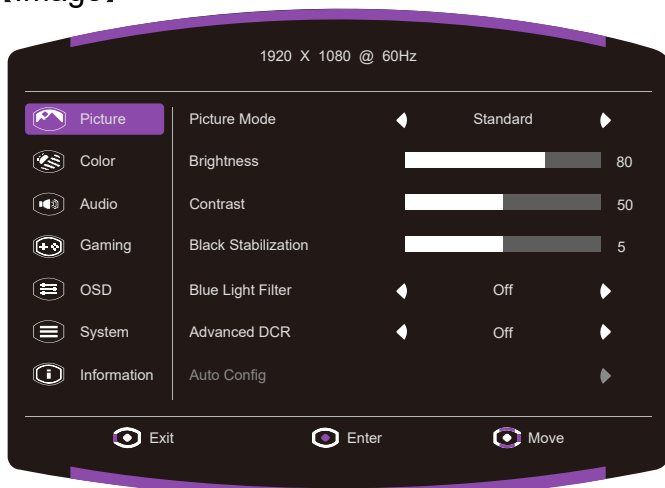 1920 X 1080 @ 60Hz
Picture
Picture Mode Standard
Color
Brightness 80
Audio
Contrast 50
Gaming
Black Stabilization 5
OSD
Blue Light Filter Off
System
Advanced DCR Off
Information
Auto Config
Exit Enter Move